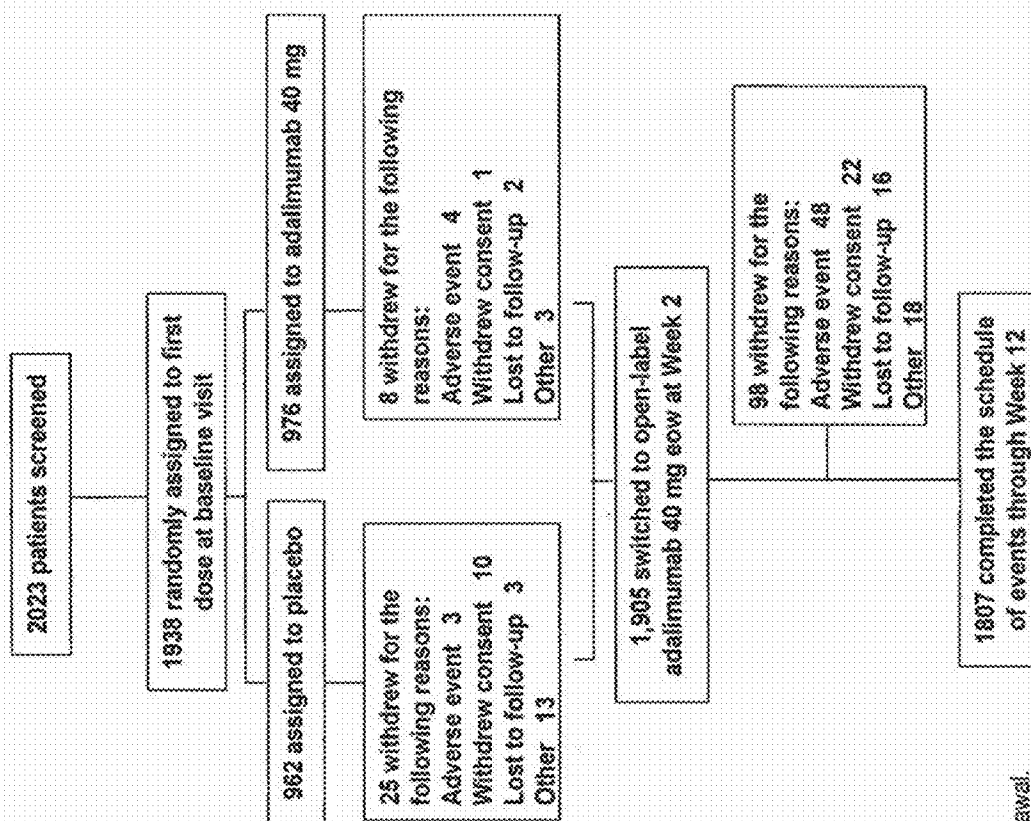 2023 patients screened
1938 randomly assigned to first
dose at baseline visit
962 assigned to placebo
976 assigned to adalimumab 40 mg
25 withdrew for the
following reasons:
Adverse event 3
Withdrew consent 10
Lost to follow-up 3
Other 13
8 withdrew for the following
reasons:
Adverse event 4
Withdrew consent 1
Lost to follow-up 2
Other 3
1,905 switched to open-label
adalimumab 40 mg eow at Week 2
98 withdrew for the
following reasons:
Adverse event 48
Withdrew consent 22
Lost to follow-up 16
Other 18
1807 completed the schedule
of events through Week 12